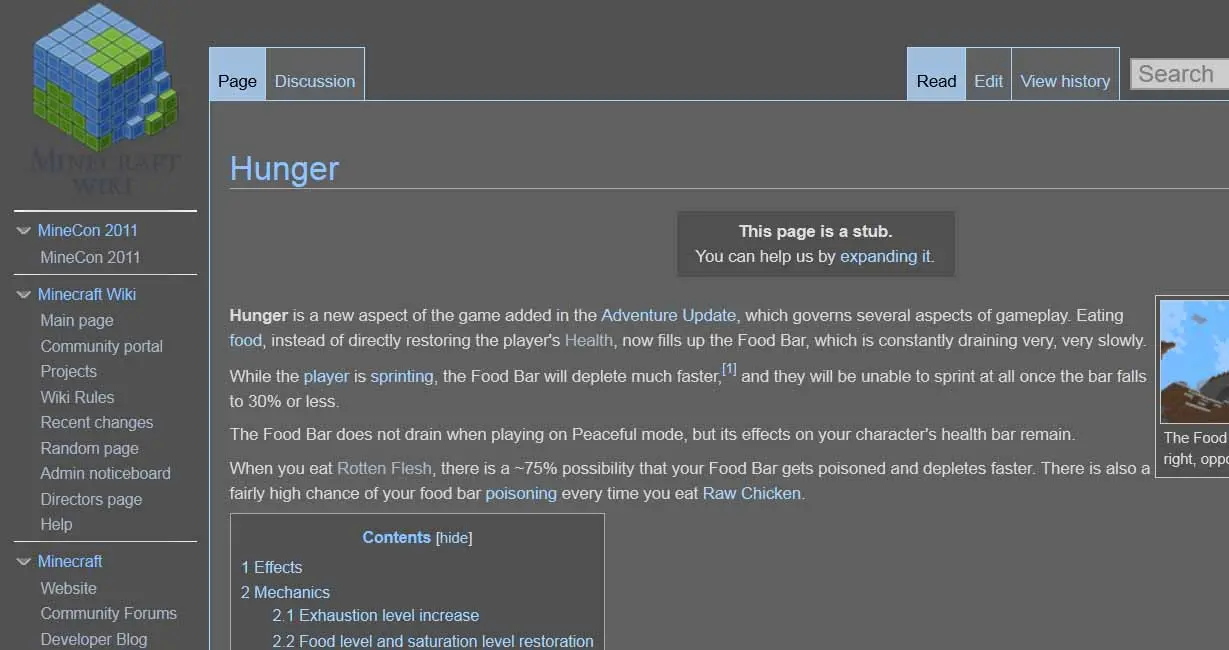 MINECRAFT
WIKI
MineCon 2011
MineCon 2011
Minecraft Wiki
Main page
Community portal
Projects
Wiki Rules
Recent changes
Random page
Admin noticeboard
Directors page
Help
Minecraft
Website
Community Forums
Developer Blog
Page Discussion Read Edit View history Search
Hunger
This page is a stub.
You can help us by expanding it.
Hunger is a new aspect of the game added in the Adventure Update, which governs several aspects of gameplay. Eating
food, instead of directly restoring the player's Health, now fills up the Food Bar, which is constantly draining very, very slowly.
While the player is sprinting, the Food Bar will deplete much faster,[1] and they will be unable to sprint at all once the bar falls
to 30% or less.
The Food Bar does not drain when playing on Peaceful mode, but its effects on your character's health bar remain.
When you eat Rotten Flesh, there is a ~75% possibility that your Food Bar gets poisoned and depletes faster. There is also a
fairly high chance of your food bar poisoning every time you eat Raw Chicken.
The Food
right, oppo
Contents [hide]
1 Effects
2 Mechanics
2.1 Exhaustion level increase
2.2 Food level and saturation level restoration